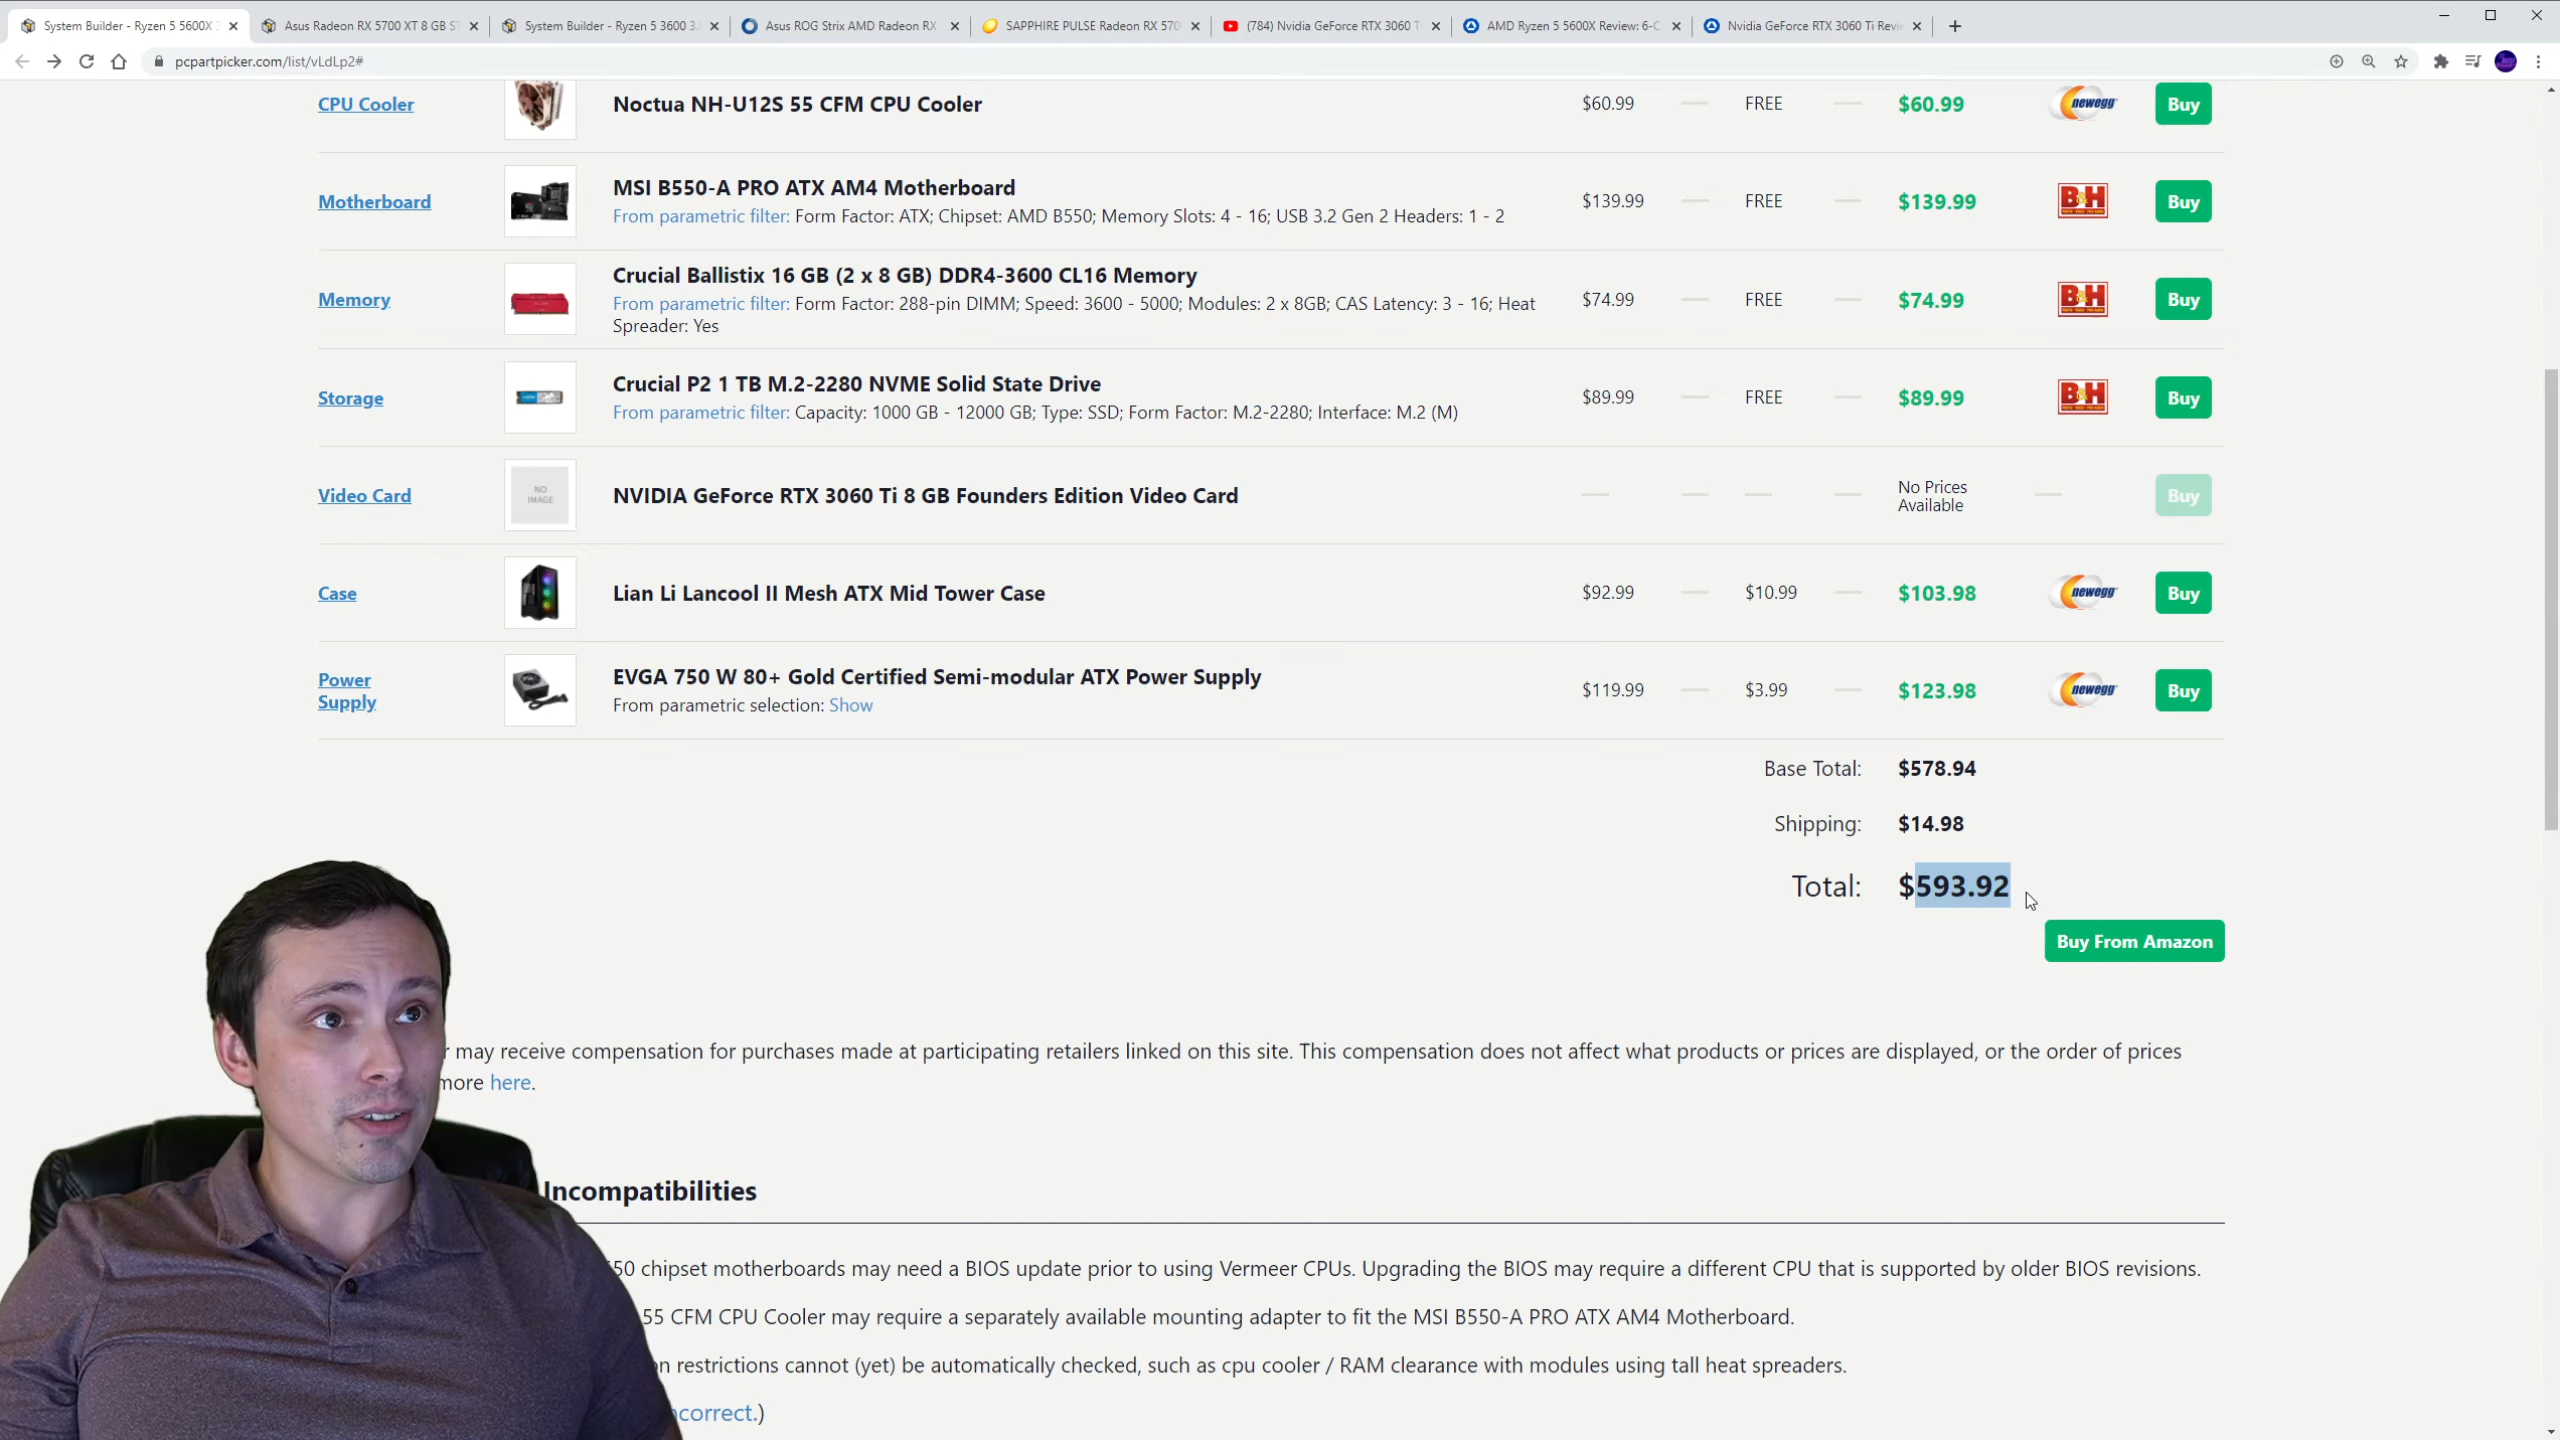 System Builder - Ryzen 5 5600X 3
Asus Radeon RX 5700 XT 8 GB ST
System Builder - Ryzen 5 3600 3.
Asus ROG Strix AMD Radeon RX
SAPPHIRE PULSE Radeon RX 570
(784) Nvidia GeForce RTX 3060 T
AMD Ryzen 5 5600X Review: 6-C
Nvidia GeForce RTX 3060 Ti Revie
pcpartpicker.com/list/vLdLp2#
CPU Cooler Noctua NH-U12S 55 CFM CPU Cooler $60.99 FREE $60.99 newegg Buy
Motherboard MSI B550-A PRO ATX AM4 Motherboard $139.99 FREE $139.99 B&H Buy
From parametric filter: Form Factor: ATX; Chipset: AMD B550; Memory Slots: 4 - 16; USB 3.2 Gen 2 Headers: 1 - 2
Memory Crucial Ballistix 16 GB (2 x 8 GB) DDR4-3600 CL16 Memory $74.99 FREE $74.99 B&H Buy
From parametric filter: Form Factor: 288-pin DIMM; Speed: 3600 - 5000; Modules: 2 x 8GB; CAS Latency: 3 - 16; Heat
Spreader: Yes
Storage Crucial P2 1 TB M.2-2280 NVME Solid State Drive $89.99 FREE $89.99 B&H Buy
From parametric filter: Capacity: 1000 GB - 12000 GB; Type: SSD; Form Factor: M.2-2280; Interface: M.2 (M)
Video Card NO IMAGE NVIDIA GeForce RTX 3060 Ti 8 GB Founders Edition Video Card No Prices Available Buy
Case Lian Li Lancool II Mesh ATX Mid Tower Case $92.99 $10.99 $103.98 newegg Buy
Power Supply EVGA 750 W 80+ Gold Certified Semi-modular ATX Power Supply $119.99 $3.99 $123.98 newegg Buy
From parametric selection: Show
Base Total: $578.94
Shipping: $14.98
Total: $593.92
Buy From Amazon
r may receive compensation for purchases made at participating retailers linked on this site. This compensation does not affect what products or prices are displayed, or the order of prices
more here.
Incompatibilities
50 chipset motherboards may need a BIOS update prior to using Vermeer CPUs. Upgrading the BIOS may require a different CPU that is supported by older BIOS revisions.
55 CFM CPU Cooler may require a separately available mounting adapter to fit the MSI B550-A PRO ATX AM4 Motherboard.
on restrictions cannot (yet) be automatically checked, such as cpu cooler / RAM clearance with modules using tall heat spreaders.
ncorrect.)